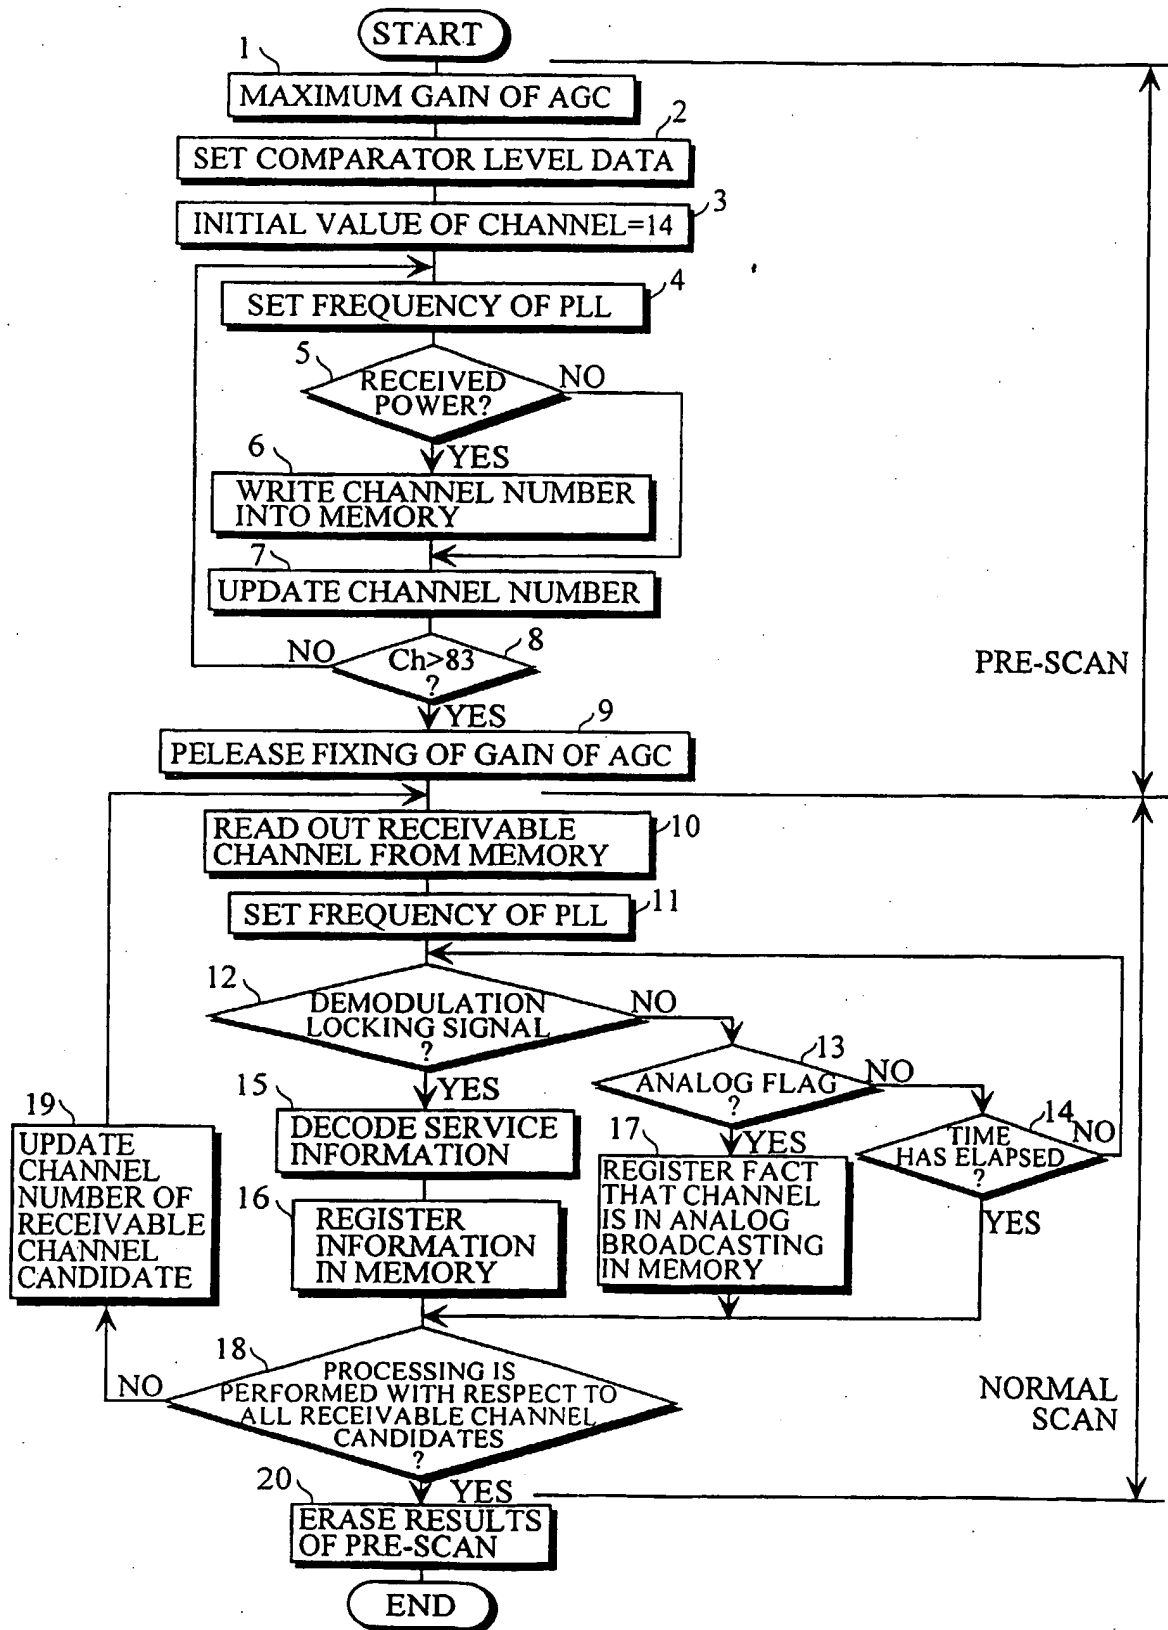 START
1
MAXIMUM GAIN OF AGC
2
SET COMPARATOR LEVEL DATA
3
INITIAL VALUE OF CHANNEL=14
4
SET FREQUENCY OF PLL
5
RECEIVED
POWER?
NO
YES
6
WRITE CHANNEL NUMBER
INTO MEMORY
7
UPDATE CHANNEL NUMBER
8
Ch>83
?
NO
YES
PRE-SCAN
9
PELEASE FIXING OF GAIN OF AGC
10
READ OUT RECEIVABLE
CHANNEL FROM MEMORY
11
SET FREQUENCY OF PLL
12
DEMODULATION
LOCKING SIGNAL
?
NO
YES
13
ANALOG FLAG
?
NO
YES
14
TIME
HAS ELAPSED
?
NO
YES
15
DECODE SERVICE
INFORMATION
16
REGISTER
INFORMATION
IN MEMORY
17
REGISTER FACT
THAT CHANNEL
IS IN ANALOG
BROADCASTING
IN MEMORY
19
UPDATE
CHANNEL
NUMBER OF
RECEIVABLE
CHANNEL
CANDIDATE
18
PROCESSING IS
PERFORMED WITH RESPECT TO
ALL RECEIVABLE CHANNEL
CANDIDATES
?
NO
YES
NORMAL
SCAN
20
ERASE RESULTS
OF PRE-SCAN
END